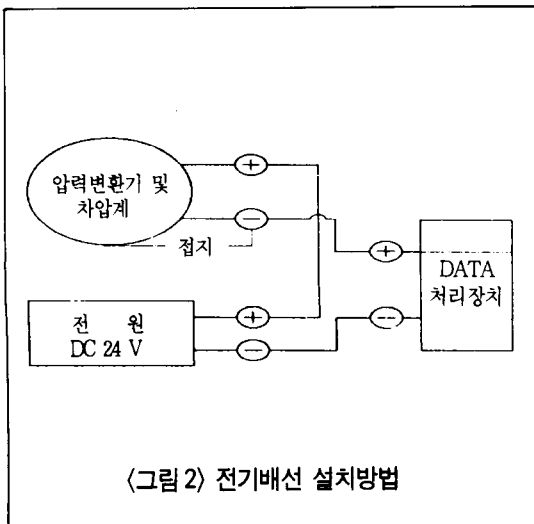 압력변환기 및
차압계
+
−
접지
전 원
DC 24 V
+
−
+
DATA
처리장치
--
〈그림 2〉 전기배선 설치방법